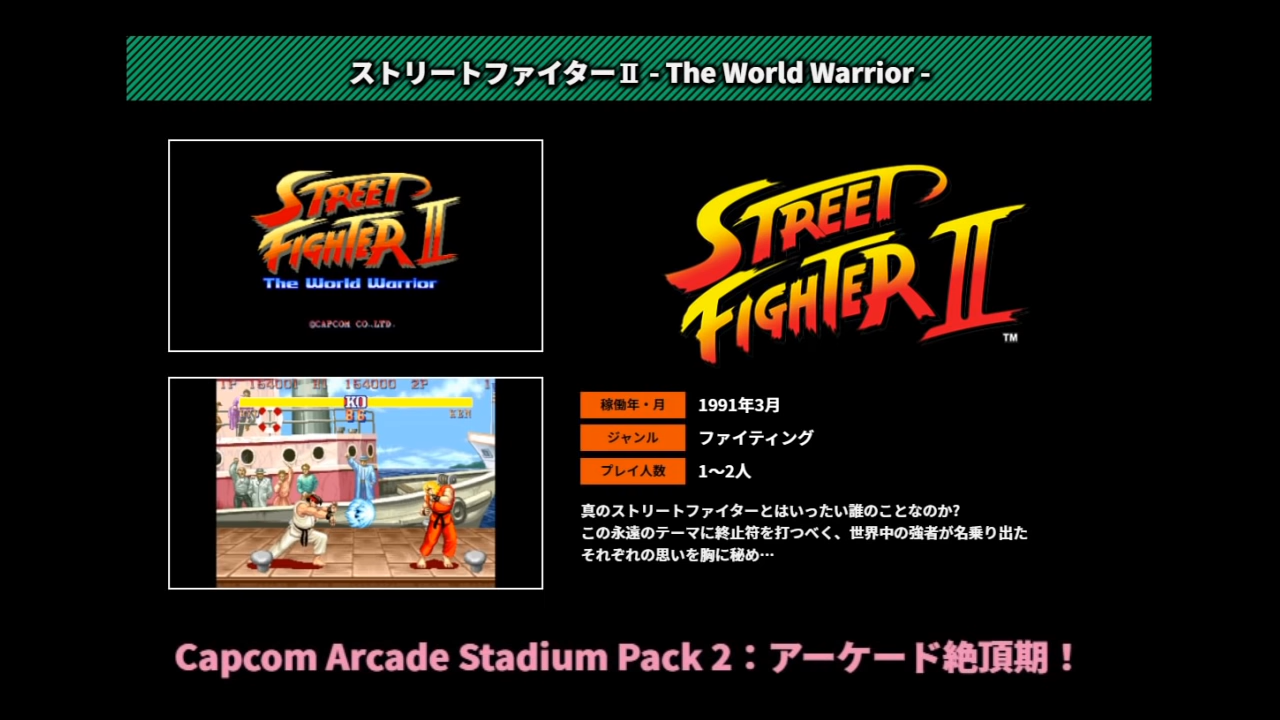 ストリートファイターⅡ - The World Warrior -
STREET
FIGHTER II
The World Warrior
©CAPCOM CO.,LTD.
STREET
FIGHTER II
TM
1P 164000 164000 2P
KO
86
KEN
稼働年・月 1991年3月
ジャンル ファイティング
プレイ人数 1〜2人
真のストリートファイターとはいったい誰のことなのか?
この永遠のテーマに終止符を打つべく、世界中の強者が名乗り出た
それぞれの思いを胸に秘め…
Capcom Arcade Stadium Pack 2：アーケード絶頂期！